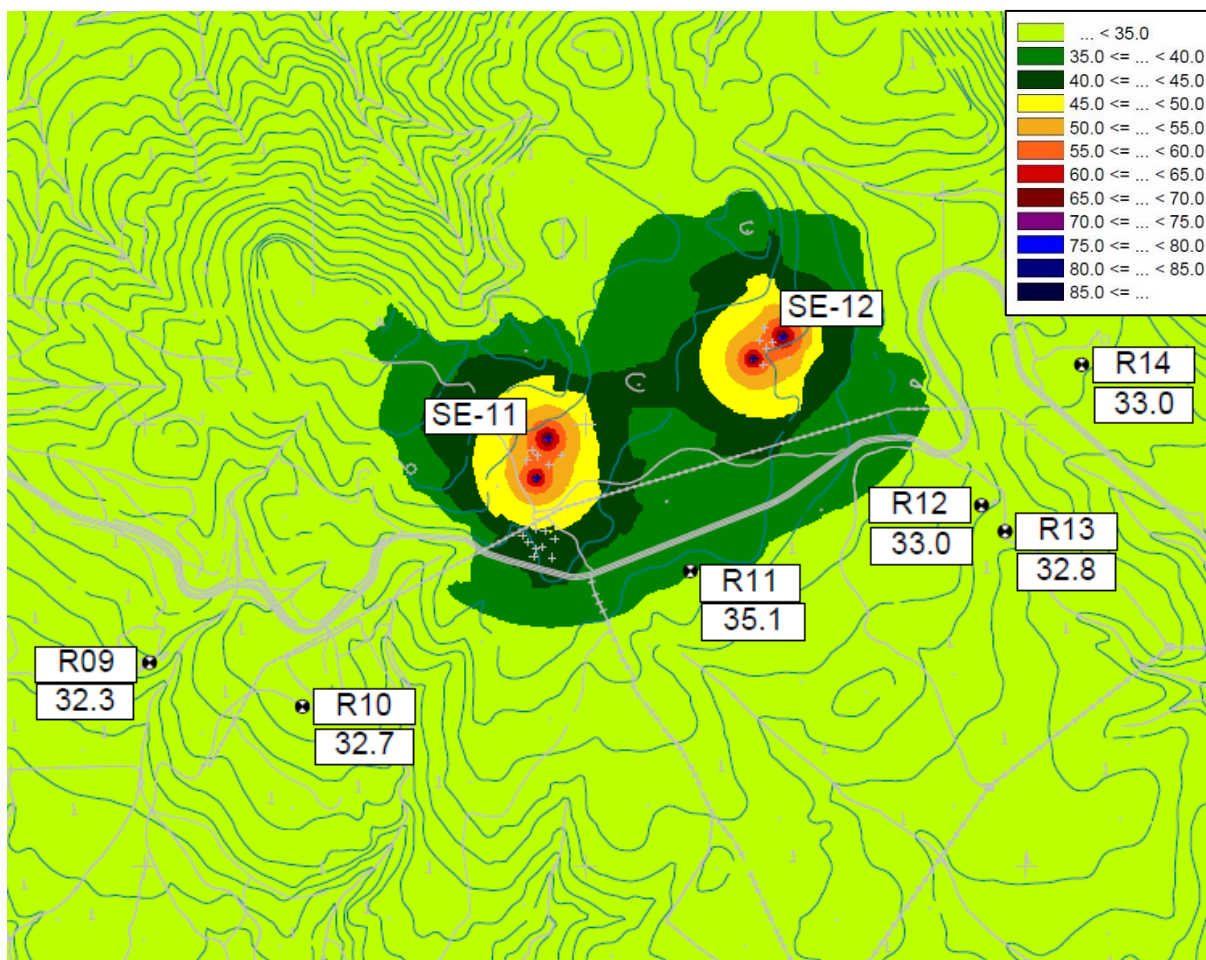 ... < 35.0
35.0 <= ... < 40.0
40.0 <= ... < 45.0
45.0 <= ... < 50.0
50.0 <= ... < 55.0
55.0 <= ... < 60.0
60.0 <= ... < 65.0
65.0 <= ... < 70.0
70.0 <= ... < 75.0
75.0 <= ... < 80.0
80.0 <= ... < 85.0
85.0 <= ...
SE-12
R14
33.0
SE-11
R12
33.0
R13
32.8
R11
35.1
R09
32.3
R10
32.7